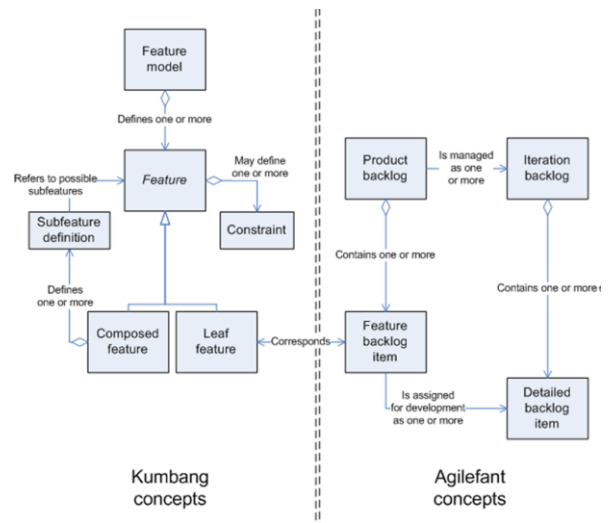 Feature
model
Defines one or more
Feature
Refers to possible
subfeatures
May define
one or more
Subfeature
definition
Constraint
Defines
one or more
Composed
feature
Leaf
feature
Corresponds
Product
backlog
Is managed
as one
or more
Iteration
backlog
Contains one or more
Contains one or more
Feature
backlog
item
Is assigned
for development
as one or more
Detailed
backlog
item
Kumbang
concepts
Agilefant
concepts